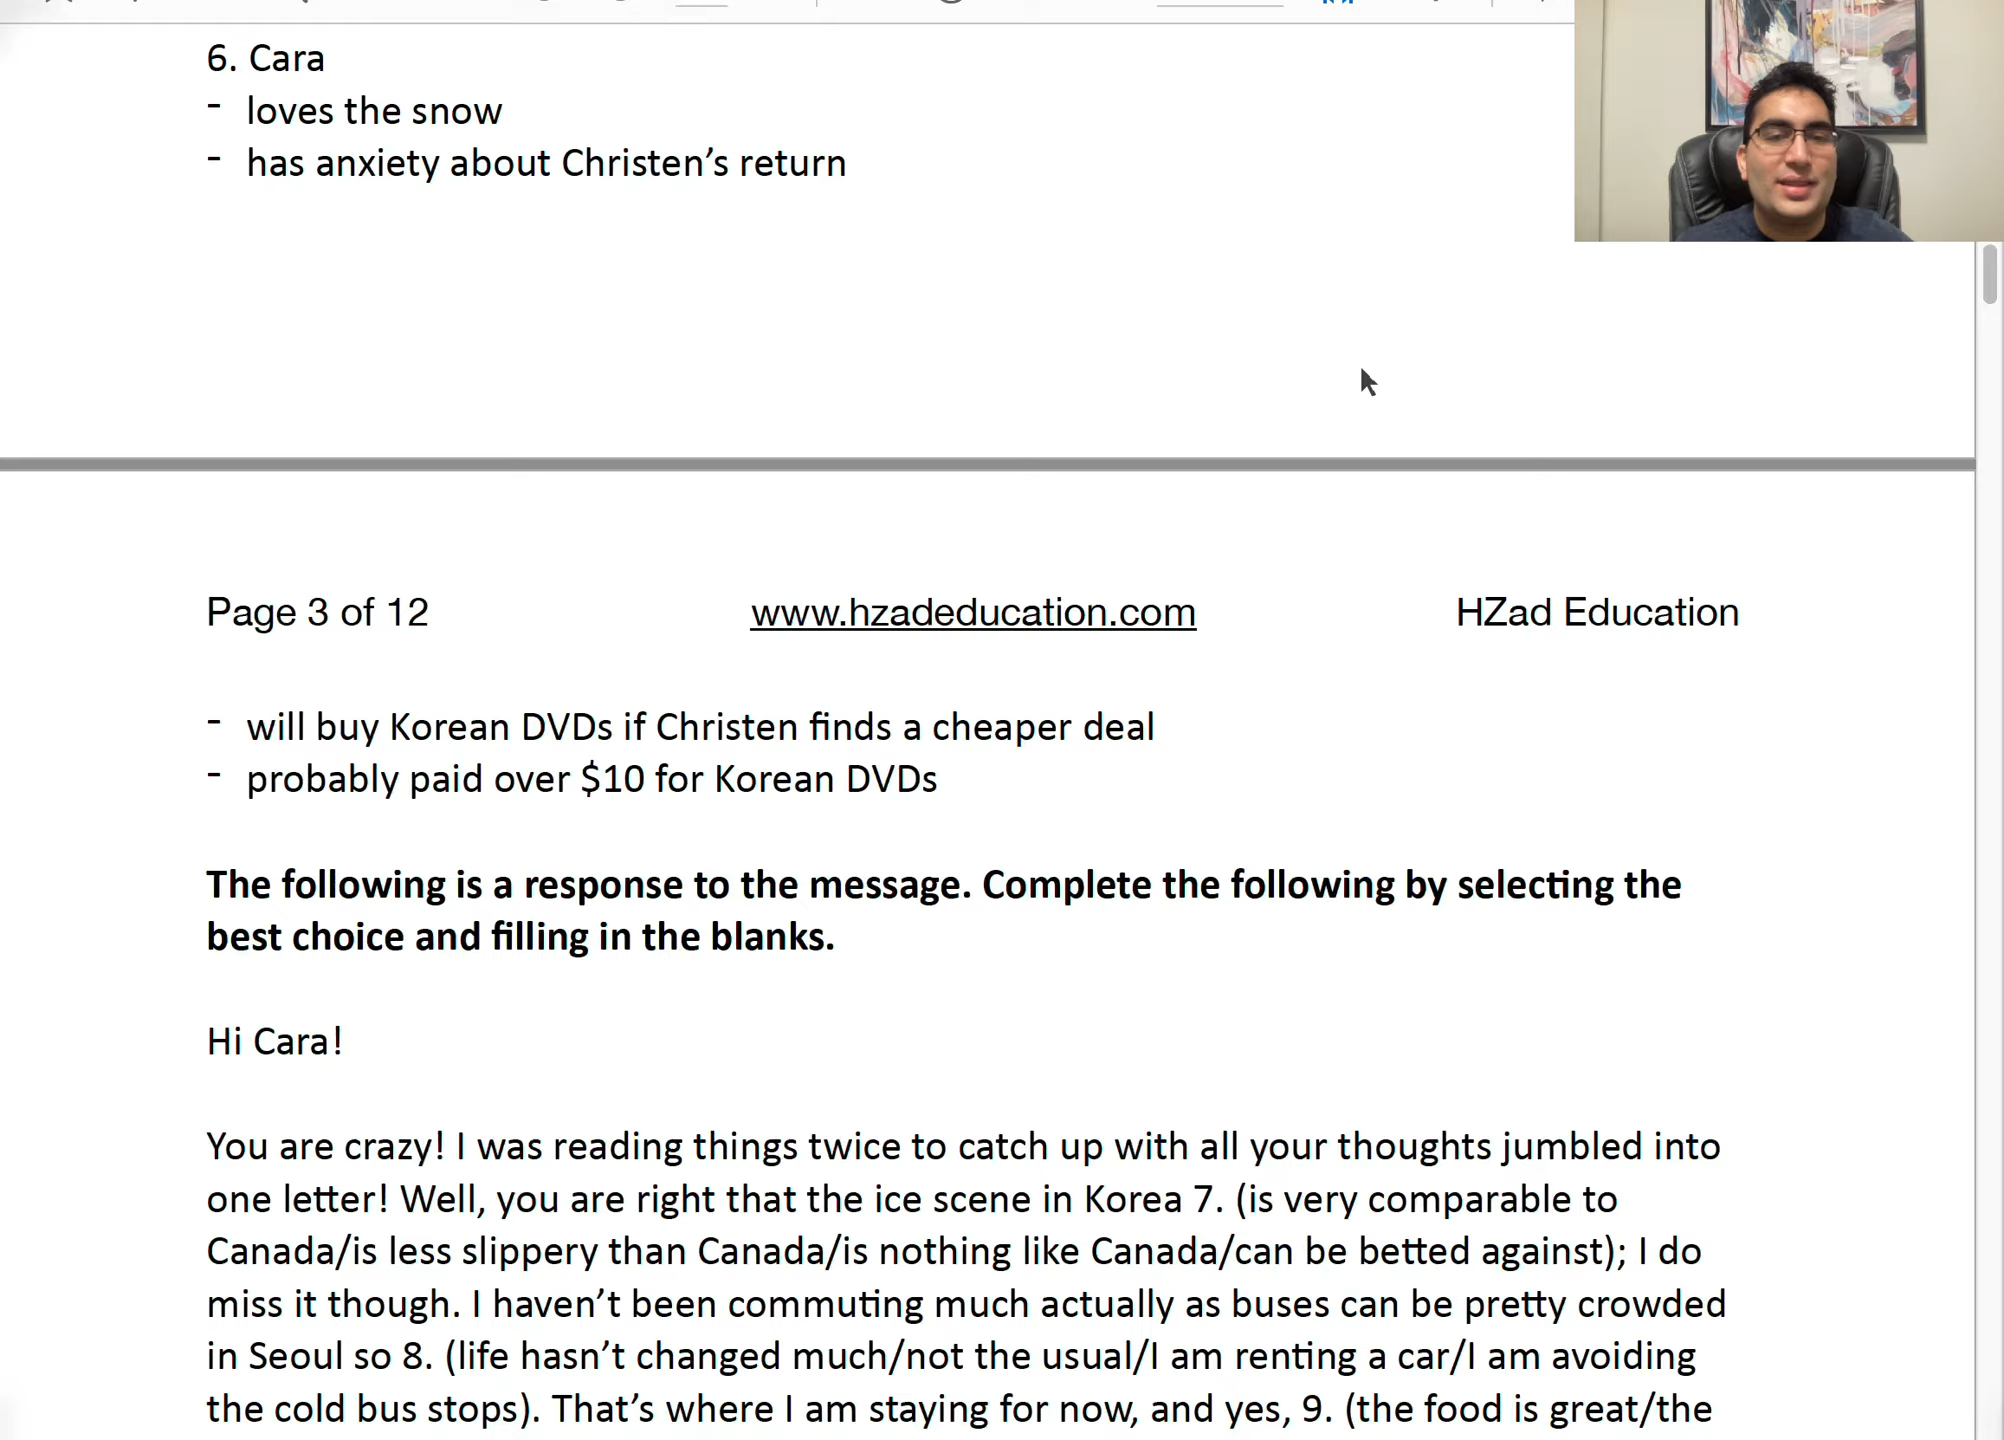 6. Cara
- loves the snow
- has anxiety about Christen’s return
Page 3 of 12 www.hzadeducation.com HZad Education
- will buy Korean DVDs if Christen finds a cheaper deal
- probably paid over $10 for Korean DVDs
The following is a response to the message. Complete the following by selecting the
best choice and filling in the blanks.
Hi Cara!
You are crazy! I was reading things twice to catch up with all your thoughts jumbled into
one letter! Well, you are right that the ice scene in Korea 7. (is very comparable to
Canada/is less slippery than Canada/is nothing like Canada/can be betted against); I do
miss it though. I haven’t been commuting much actually as buses can be pretty crowded
in Seoul so 8. (life hasn’t changed much/not the usual/I am renting a car/I am avoiding
the cold bus stops). That’s where I am staying for now, and yes, 9. (the food is great/the